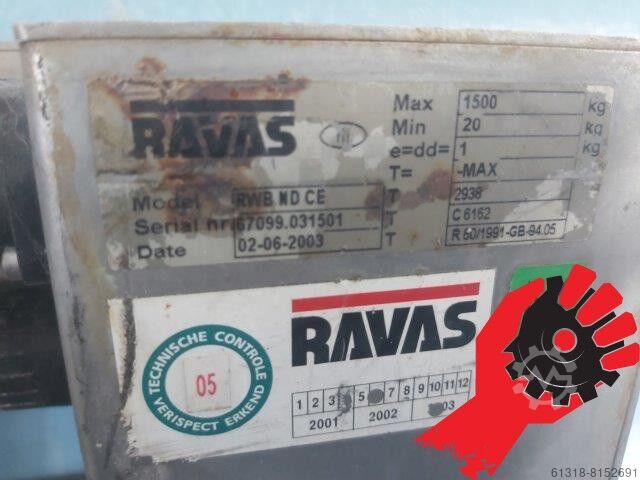 RAVAS
III
Max 1500 kg
Min 20 kg
e=dd= 1 kg
T= -MAX
Model RWB ND CE T 2938
Serial nr 67099.031501 T C 6162
Date 02-06-2003 T R 60/1991-GB-94.05
TECHNISCHE CONTROLE
05
VERISPECT ERKEND
RAVAS
1 2 3 5 7 8 9 10 11 12
2001 2002 03
61318-8152691